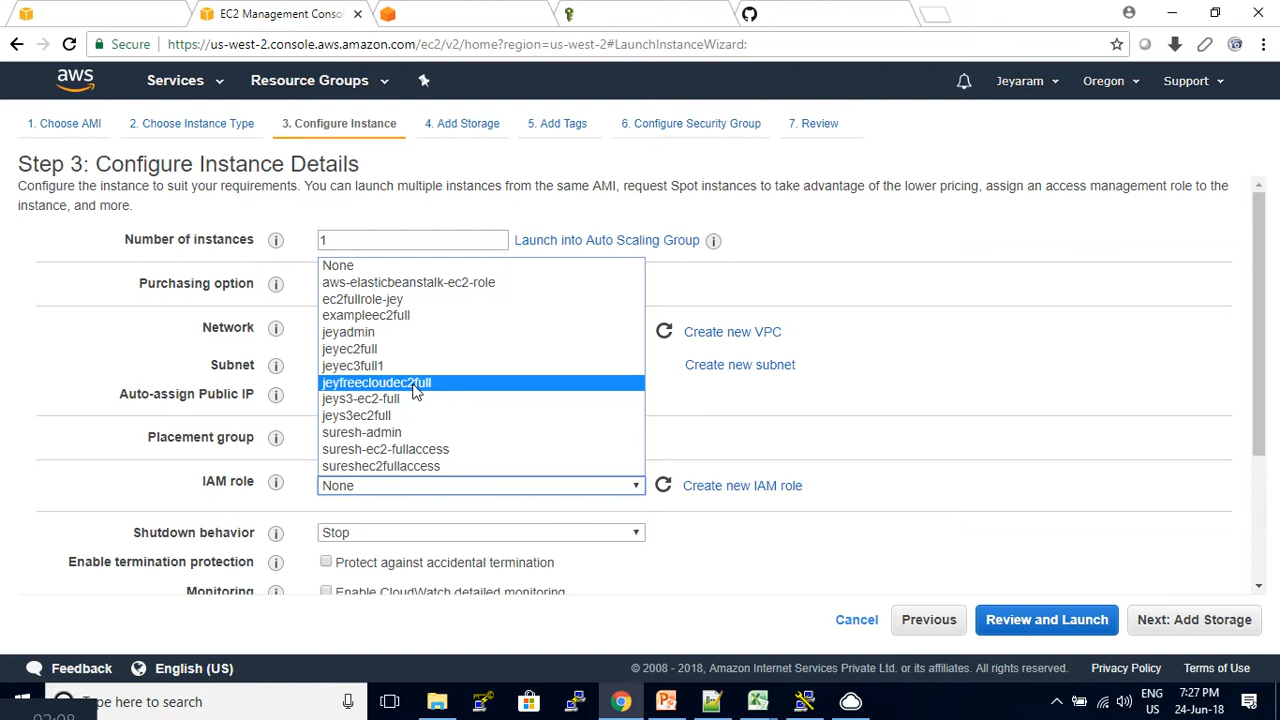 EC2 Management Conso
Secure
https://us-west-2.console.aws.amazon.com/ec2/v2/home?region=us-west-2#LaunchInstanceWizard:
aws
Services
Resource Groups
Jeyaram
Oregon
Support
1. Choose AMI
2. Choose Instance Type
3. Configure Instance
4. Add Storage
5. Add Tags
6. Configure Security Group
7. Review
Step 3: Configure Instance Details
Configure the instance to suit your requirements. You can launch multiple instances from the same AMI, request Spot instances to take advantage of the lower pricing, assign an access management role to the
instance, and more.
Number of instances
1
Launch into Auto Scaling Group
Purchasing option
Network
Create new VPC
Subnet
Create new subnet
Auto-assign Public IP
Placement group
None
aws-elasticbeanstalk-ec2-role
ec2fullrole-jey
exampleec2full
jeyadmin
jeyec2full
jeyec3full1
jeyfreecloudec2full
jeys3-ec2-full
jeys3ec2full
suresh-admin
suresh-ec2-fullaccess
sureshec2fullaccess
IAM role
None
Create new IAM role
Shutdown behavior
Stop
Enable termination protection
Protect against accidental termination
Monitoring
Enable CloudWatch detailed monitoring
Cancel
Previous
Review and Launch
Next: Add Storage
Feedback
English (US)
© 2008 - 2018, Amazon Internet Services Private Ltd. or its affiliates. All rights reserved.
Privacy Policy
Terms of Use
ype here to search
ENG
US
7:27 PM
24-Jun-18